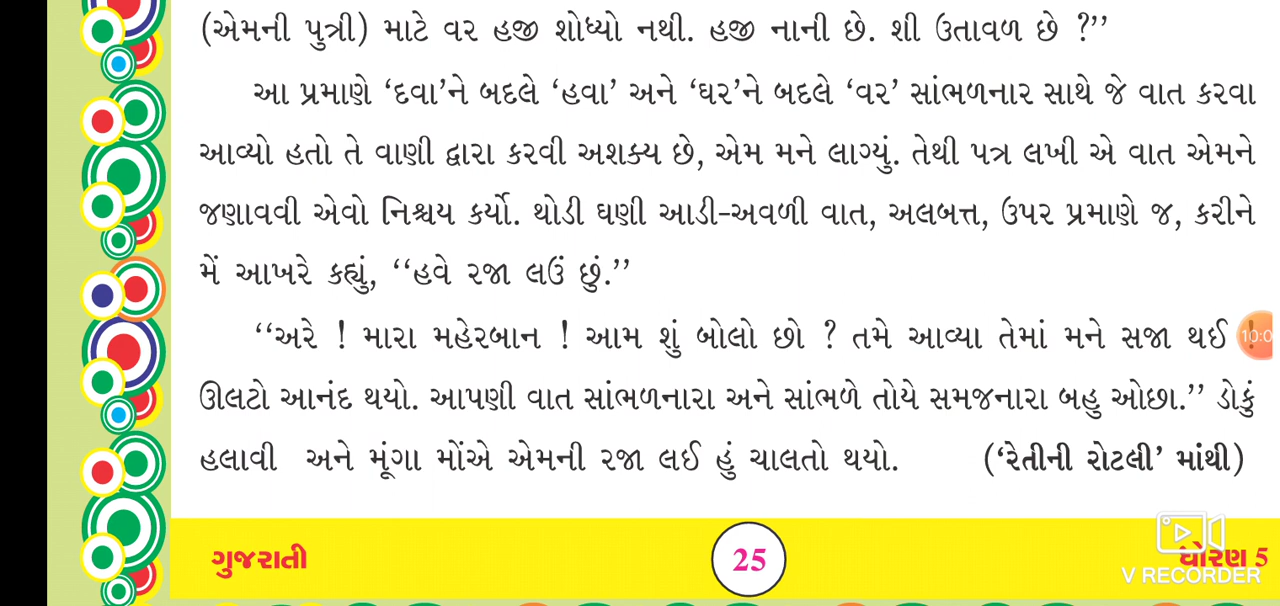 (એમની પુત્રી) માટે વર હજી શોધ્યો નથી. હજી નાની છે. શી ઉતાવળ છે ?’’
આ પ્રમાણે ‘દવા’ને બદલે ‘હવા’ અને ‘ઘર’ને બદલે ‘વર’ સાંભળનાર સાથે જે વાત કરવા
આવ્યો હતો તે વાણી દ્વારા કરવી અશક્ય છે, એમ મને લાગ્યું. તેથી પત્ર લખી એ વાત એમને
જણાવવી એવો નિશ્ચય કર્યો. થોડી ઘણી આડી-અવળી વાત, અલબત્ત, ઉપર પ્રમાણે જ, કરીને
મેં આખરે કહ્યું, ‘‘હવે રજા લઉં છું.’’
‘‘અરે ! મારા મહેરબાન ! આમ શું બોલો છો ? તમે આવ્યા તેમાં મને સજા થઈ !
10:0
ઊલટો આનંદ થયો. આપણી વાત સાંભળનારા અને સાંભળે તોયે સમજનારા બહુ ઓછા.’’ ડોકું
હલાવી અને મૂંગા મોંએ એમની રજા લઈ હું ચાલતો થયો. (‘રેતીની રોટલી’ માંથી)
ગુજરાતી 25 ધોરણ 5
V RECORDER